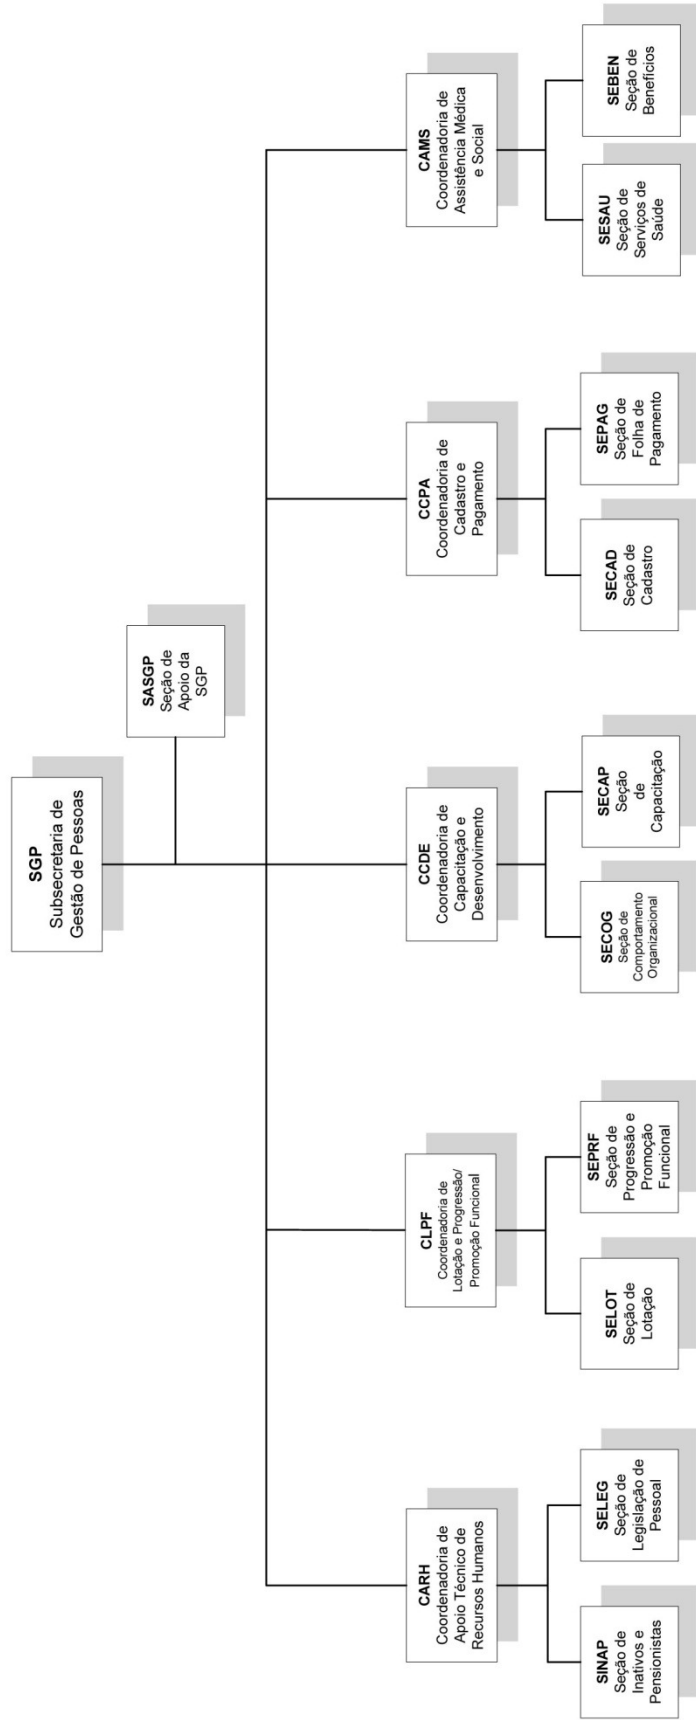 SGP
Subsecretaria de
Gestão de Pessoas
SASGP
Seção de
Apoio da
SGP
CARH
Coordenadoria de
Apoio Técnico de
Recursos Humanos
CLPF
Coordenadoria de
Lotação e Progressão/
Promoção Funcional
CCDE
Coordenadoria de
Capacitação e
Desenvolvimento
CCPA
Coordenadoria de
Cadastro e
Pagamento
CAMS
Coordenadoria de
Assistência Médica
e Social
SINAP
Seção de
Inativos e
Pensionistas
SELEG
Seção de
Legislação de
Pessoal
SELOT
Seção de
Lotação
SEPRF
Seção de
Progressão e
Promoção
Funcional
SECOG
Seção de
Comportamento
Organizacional
SECAP
Seção
de
Capacitação
SECAD
Seção de
Cadastro
SEPAG
Seção de
Folha de
Pagamento
SESAU
Seção de
Serviços de
Saúde
SEBEN
Seção de
Benefícios